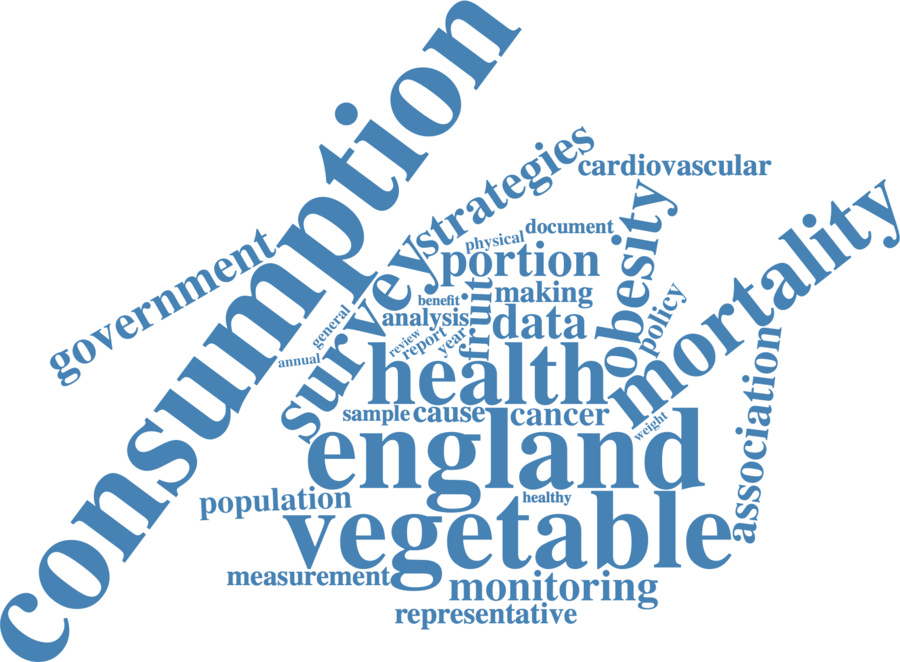 consumption
strategies
cardiovascular
government
survey
physical
document
obesity
mortality
portion
benefit
fruit
making
policy
general
analysis
data
annual
review
report
year
health
association
sample
cause
cancer
weight
england
population
healthy
vegetable
measurement
monitoring
representative